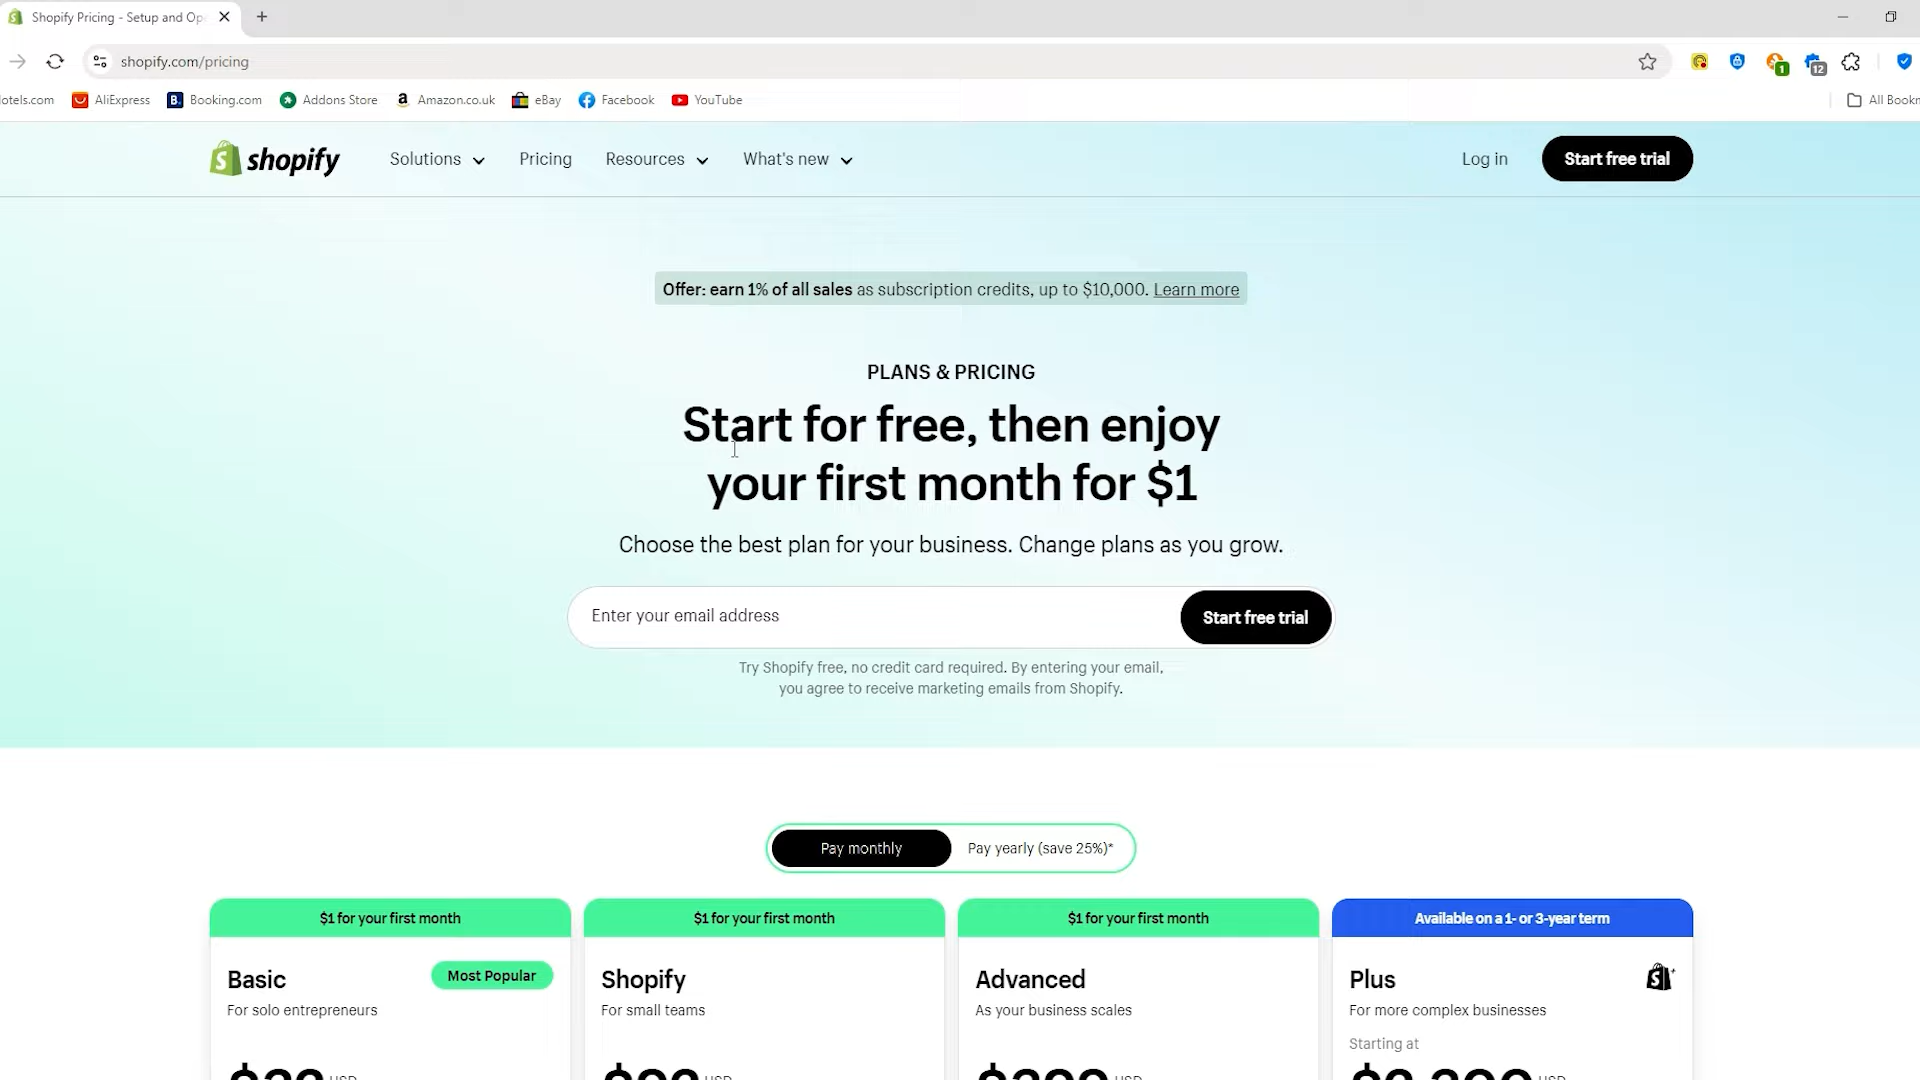 Shopify Pricing - Setup and Op
shopify.com/pricing
1
12
otels.com
AliExpress
B.
Booking.com
Addons Store
Amazon.co.uk
eBay
Facebook
YouTube
All Bookm
shopify
Solutions
Pricing
Resources
What's new
Log in
Start free trial
Offer: earn 1% of all sales as subscription credits, up to $10,000. Learn more
PLANS & PRICING
Start for free, then enjoy
your first month for $1
Choose the best plan for your business. Change plans as you grow.
Enter your email address
Start free trial
Try Shopify free, no credit card required. By entering your email,
you agree to receive marketing emails from Shopify.
Pay monthly
Pay yearly (save 25%)*
$1 for your first month
$1 for your first month
$1 for your first month
Available on a 1- or 3-year term
Basic
Most Popular
Shopify
Advanced
Plus
For solo entrepreneurs
For small teams
As your business scales
For more complex businesses
Starting at
USD
USD
USD
USD